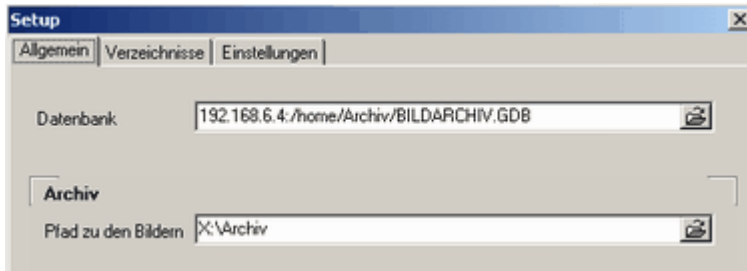 Setup
Allgemein Verzeichnisse Einstellungen
Datenbank 192.168.6.4:/home/Archiv/BILDARCHIV.GDB
Archiv
Pfad zu den Bildern X:\Archiv